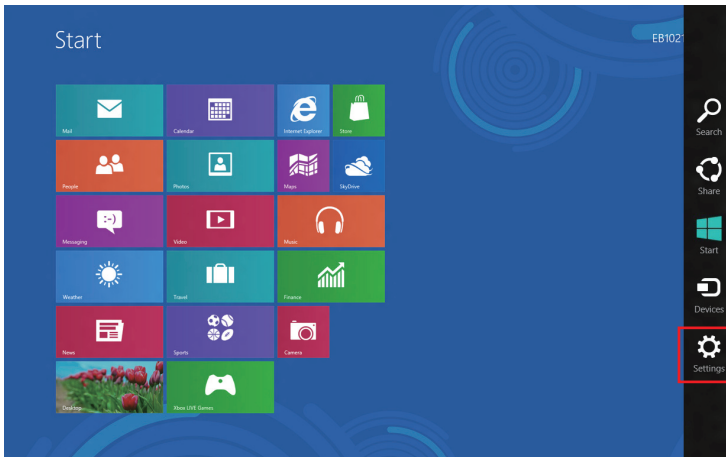 Start
EB1021
Search
Share
Start
Devices
Settings
Mail
Calendar
Internet Explorer
Store
People
Photos
Maps
SkyDrive
:-)
Messaging
Video
Music
Weather
Travel
Finance
News
Sports
Camera
Desktop
Xbox LIVE Games